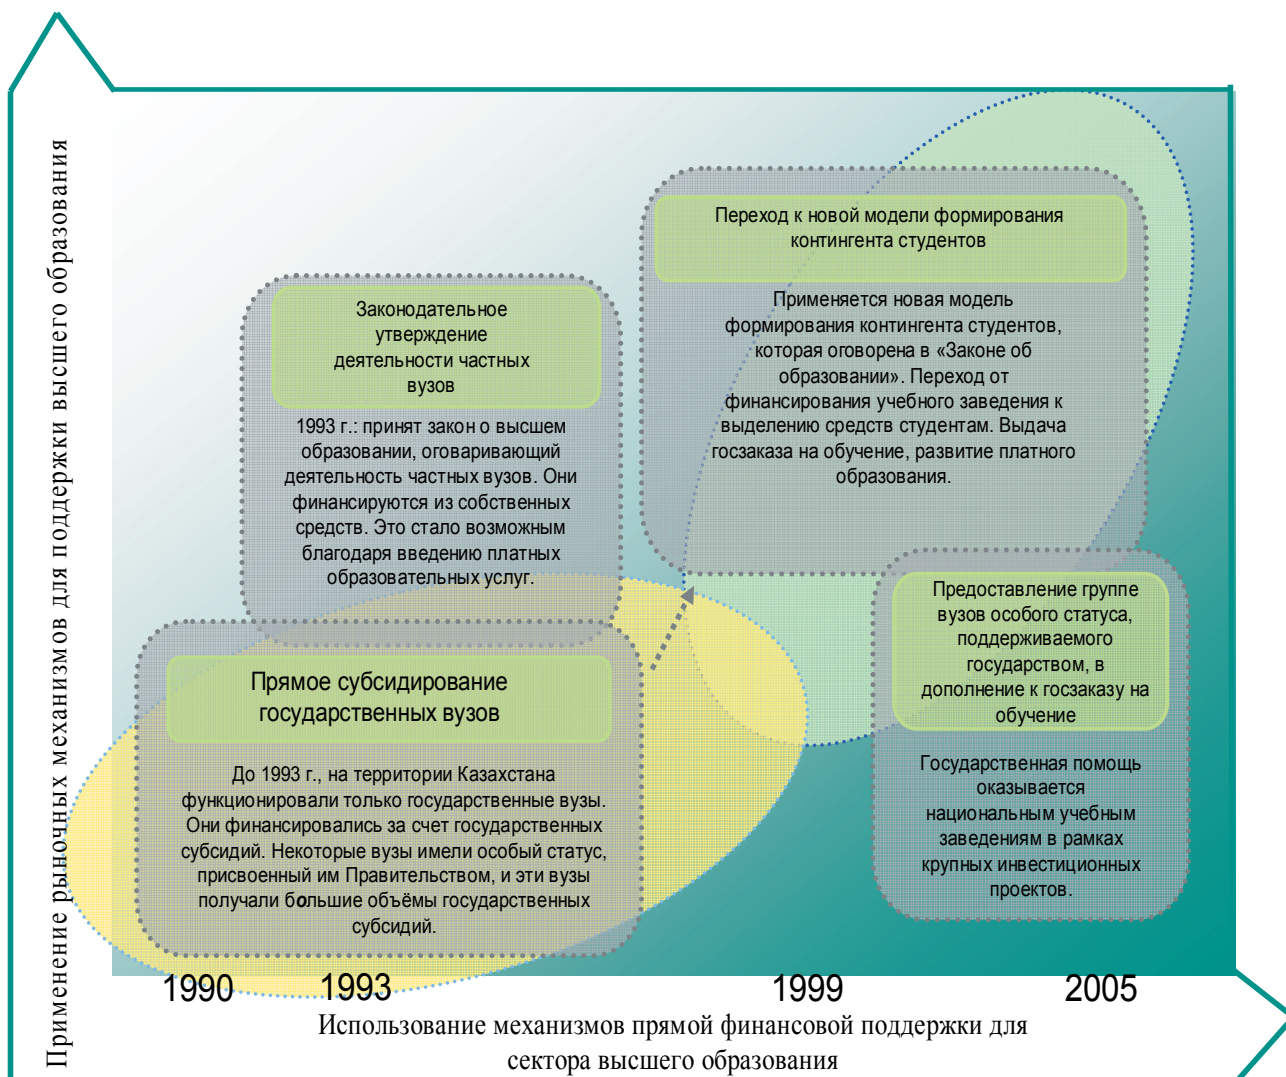 Применение рыночных механизмов для поддержки высшего образования
Переход к новой модели формирования
контингента студентов
Применяется новая модель
формирования контингента студентов,
которая оговорена в «Законе об
образовании». Переход от
финансирования учебного заведения к
выделению средств студентам. Выдача
госзаказа на обучение, развитие платного
образования.
Законодательное
утверждение
деятельности частных
вузов
1993 г.: принят закон о высшем
образовании, оговаривающий
деятельность частных вузов. Они
финансируются из собственных
средств. Это стало возможным
благодаря введению платных
образовательных услуг.
Прямое субсидирование
государственных вузов
До 1993 г., на территории Казахстана
функционировали только государственные вузы.
Они финансировались за счет государственных
субсидий. Некоторые вузы имели особый статус,
присвоенный им Правительством, и эти вузы
получали большие объёмы государственных
субсидий.
Предоставление группе
вузов особого статуса,
поддерживаемого
государством, в
дополнение к госзаказу на
обучение
Государственная помощь
оказывается
национальным учебным
заведениям в рамках
крупных инвестиционных
проектов.
1990 1993 1999 2005
Использование механизмов прямой финансовой поддержки для
сектора высшего образования